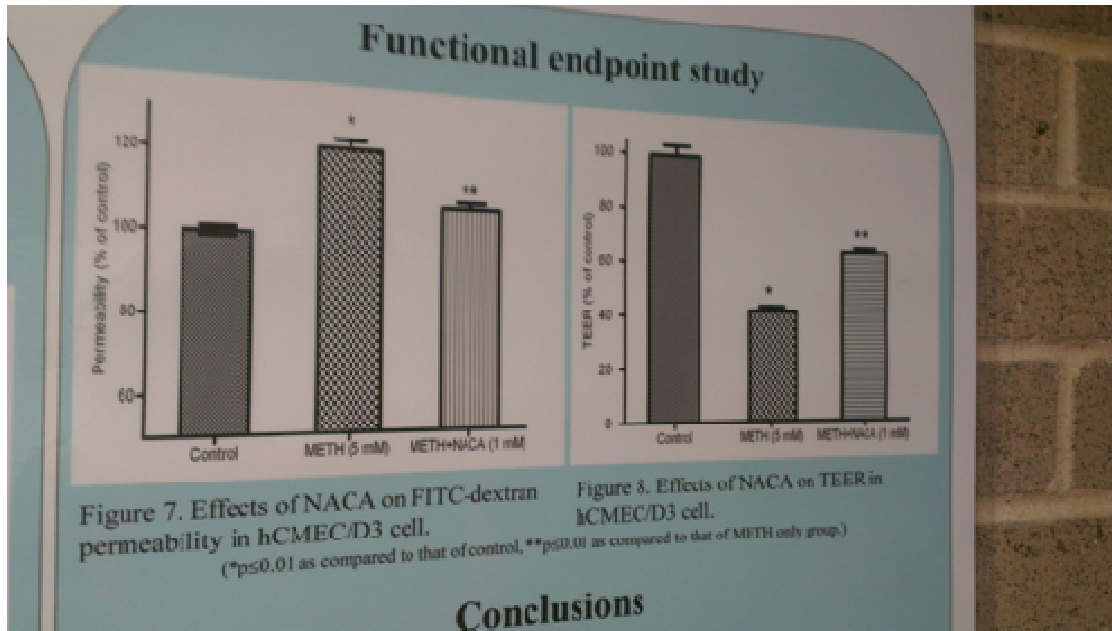 Functional endpoint study
Permeability (% of control)
120
100
80
60
*
**
Control
METH (5 mM)
METH+NACA (1 mM)
TEER (% of control)
100
80
60
40
20
0
*
**
Control
METH (5 mM)
METH+NACA (1 mM)
Figure 7. Effects of NACA on FITC-dextran
permeability in hCMEC/D3 cell.
Figure 8. Effects of NACA on TEER in
hCMEC/D3 cell.
(*p≤0.01 as compared to that of control, **p≤0.01 as compared to that of METH only group.)
Conclusions